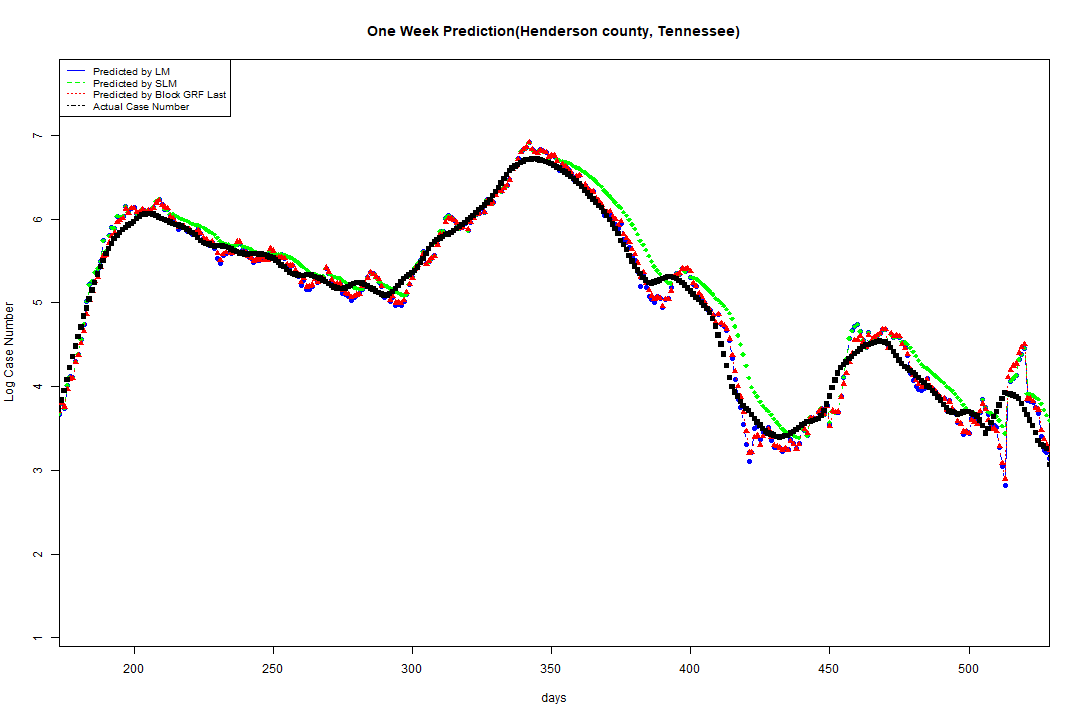 One Week Prediction(Henderson county, Tennessee)
Predicted by LM
Predicted by SLM
Predicted by Block GRF Last
Actual Case Number
7
6
5
4
3
2
1
Log Case Number
200 250 300 350 400 450 500
days